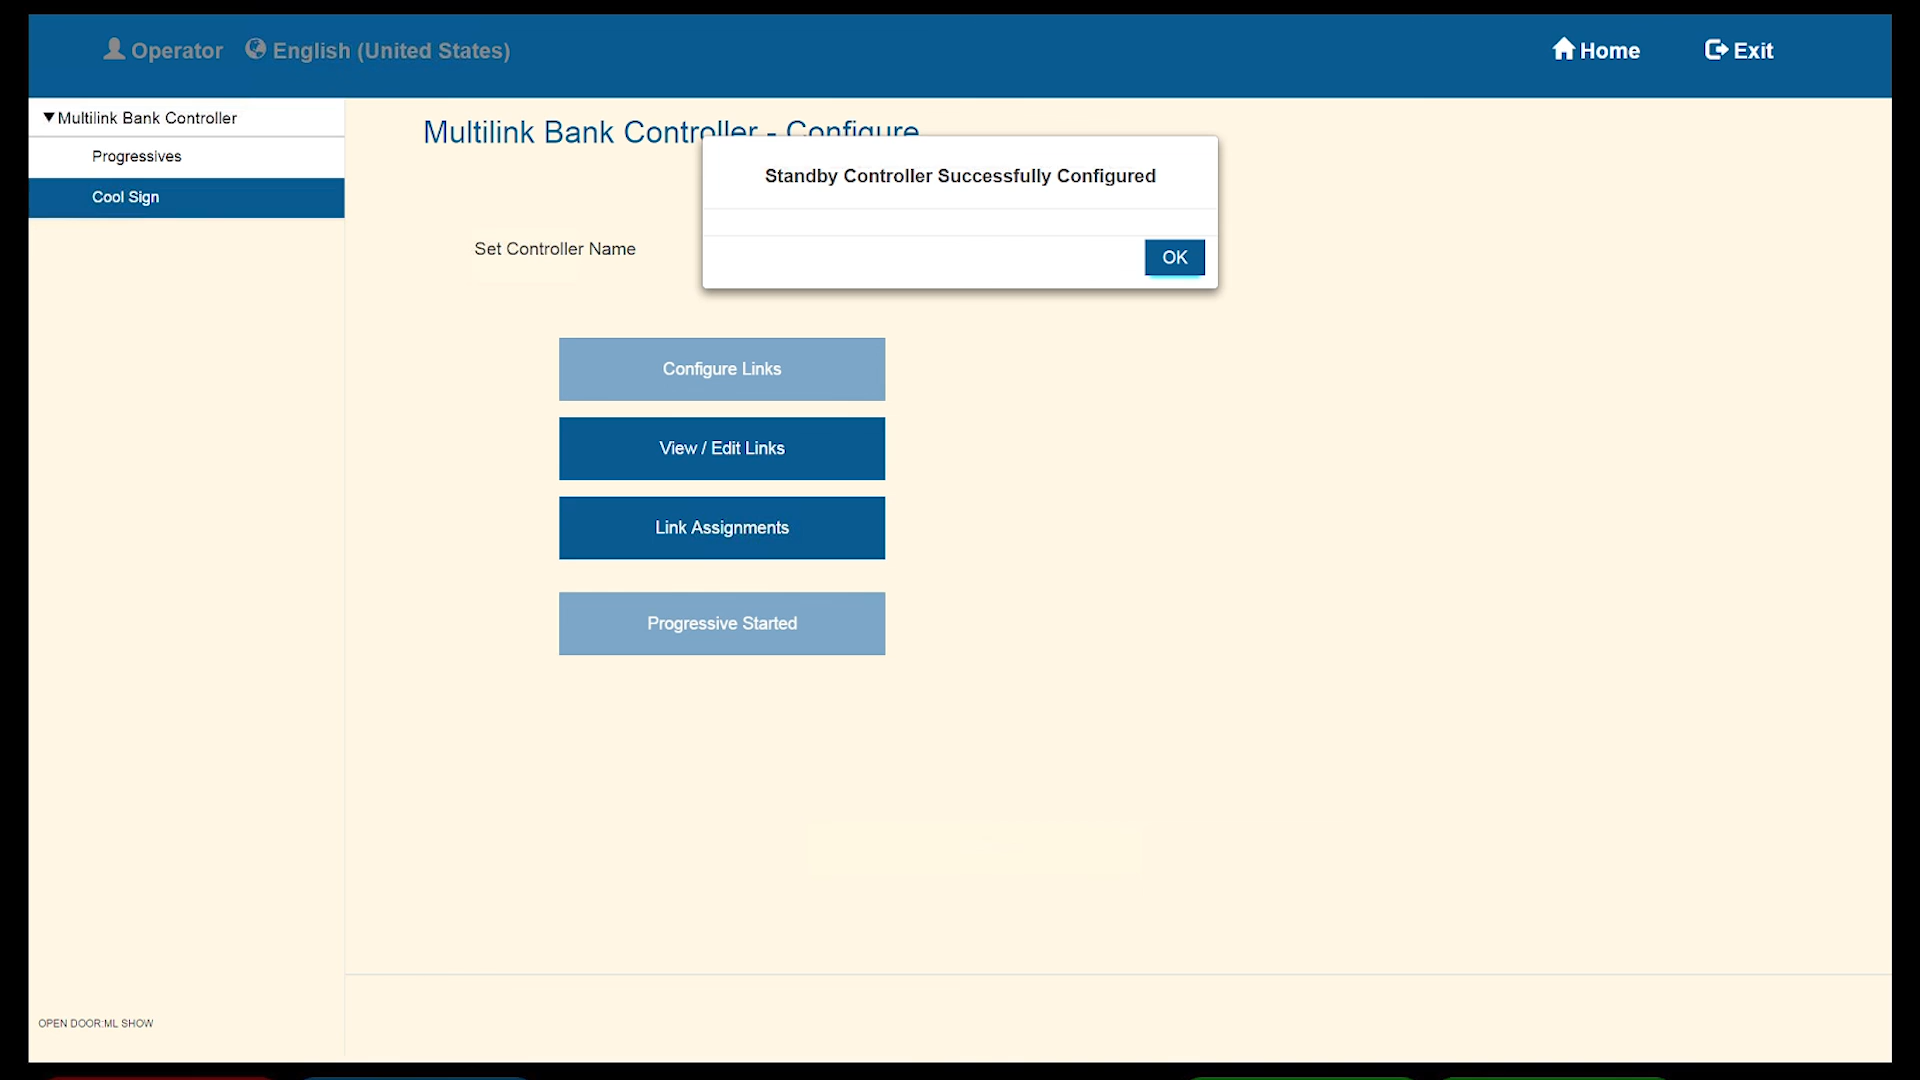 Operator English (United States) Home Exit
▼Multilink Bank Controller
Progressives
Cool Sign
Multilink Bank Controller - Configure
Standby Controller Successfully Configured
OK
Set Controller Name
Configure Links
View / Edit Links
Link Assignments
Progressive Started
OPEN DOOR:ML SHOW